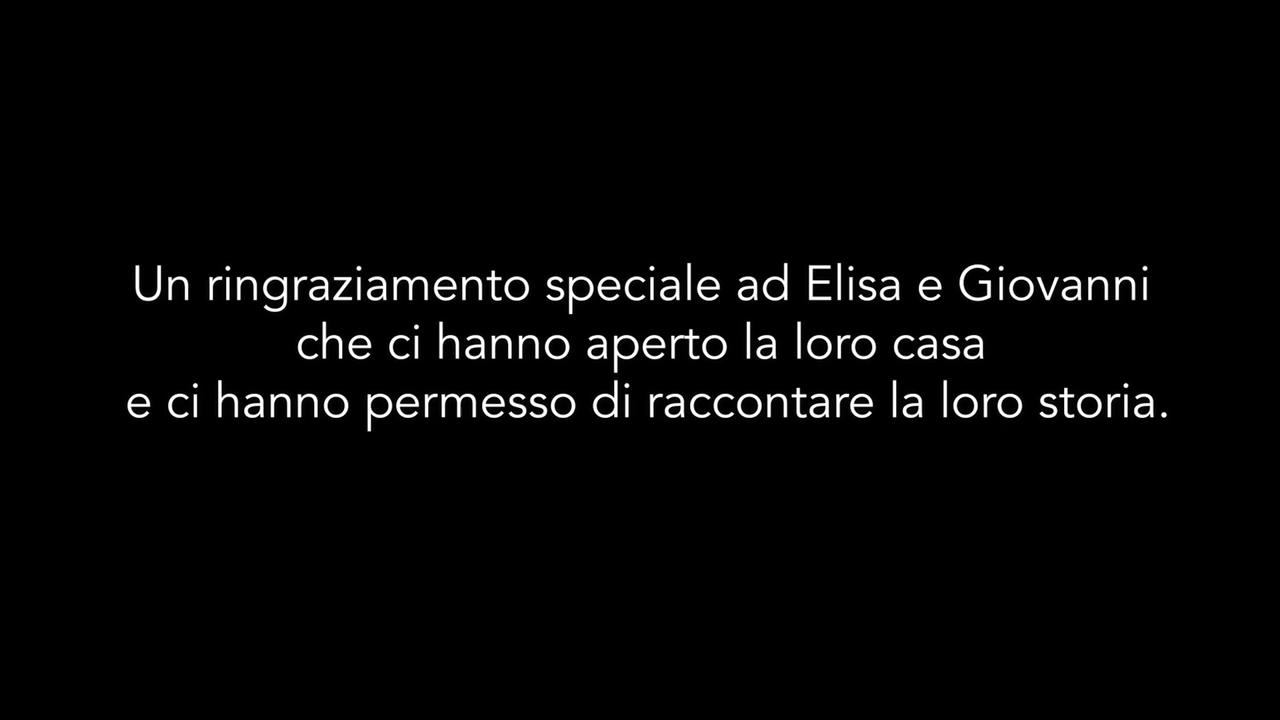 Un ringraziamento speciale ad Elisa e Giovanni
che ci hanno aperto la loro casa
e ci hanno permesso di raccontare la loro storia.